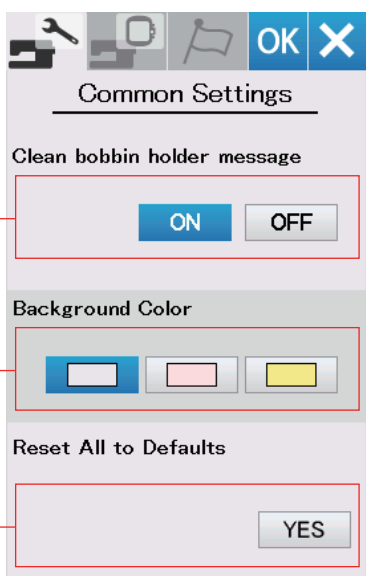 OK
Common Settings
Clean bobbin holder message
ON OFF
Background Color
Reset All to Defaults
YES